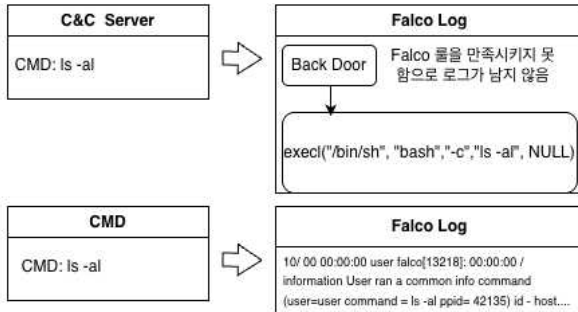 C&C Server
CMD: ls -al
Falco Log
Back Door
Falco 룰을 만족시키지 못
함으로 로그가 남지 않음
execl("/bin/sh", "bash","-c","ls -al", NULL)
CMD
CMD: ls -al
Falco Log
10/ 00 00:00:00 user falco[13218]: 00:00:00 /
information User ran a common info command
(user=user command = ls -al ppid= 42135) id - host....